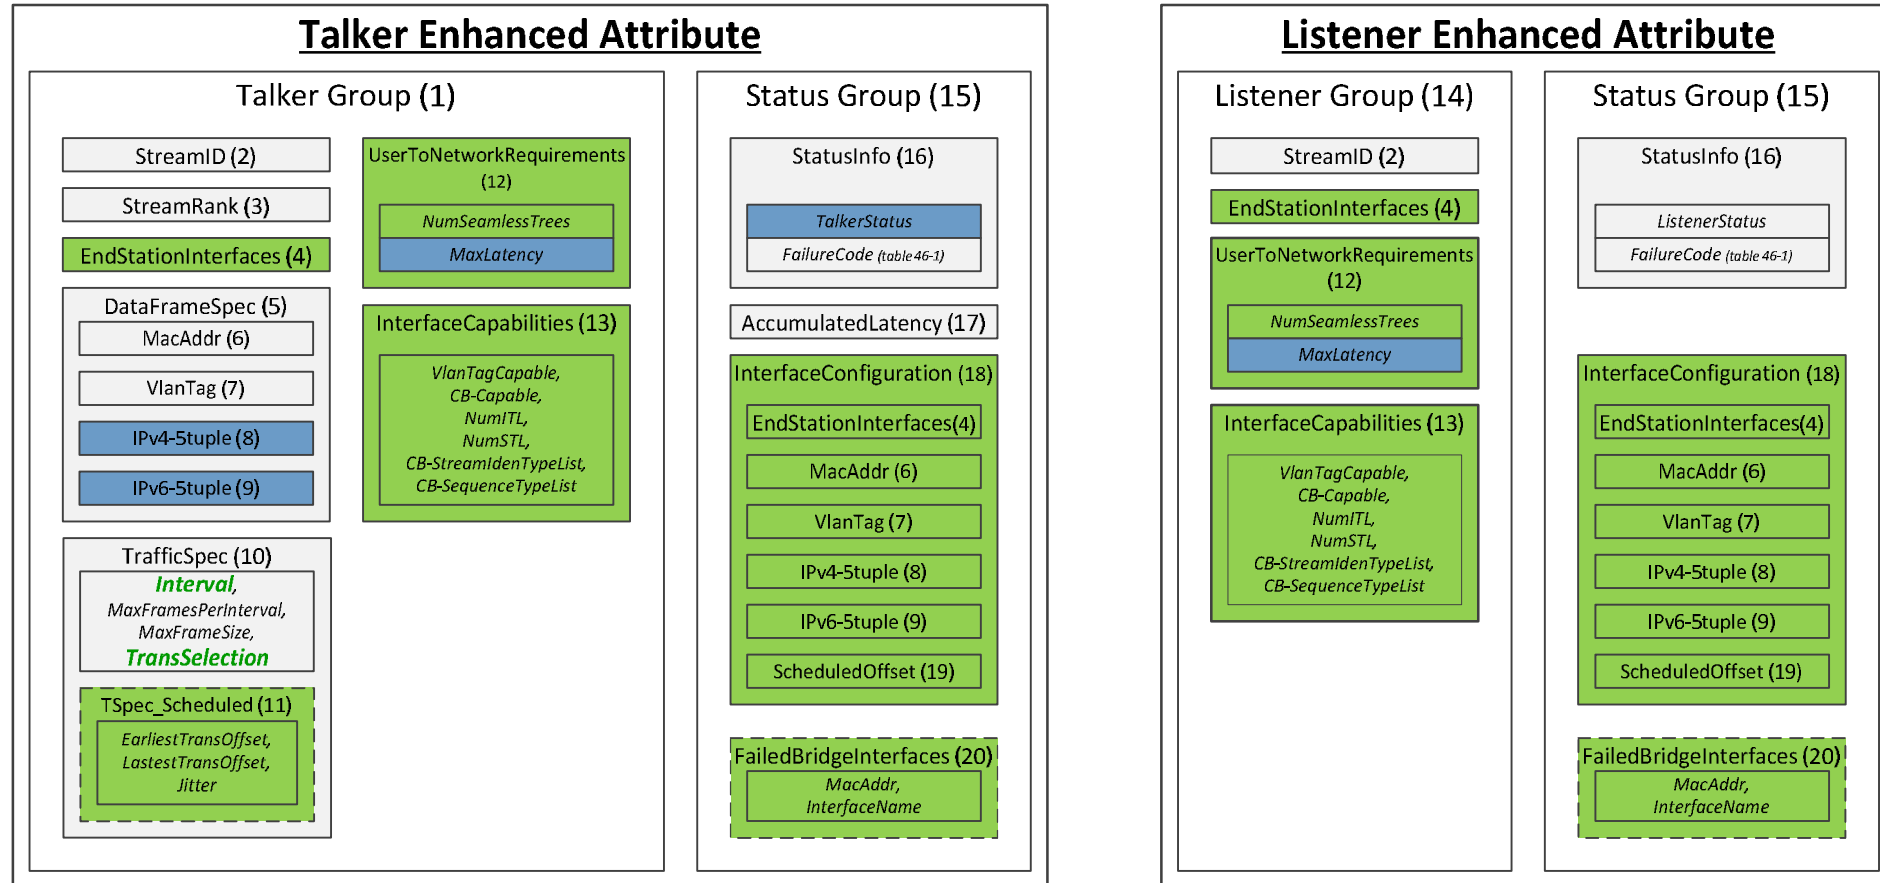 Talker Enhanced Attribute
Talker Group (1)
StreamID (2)
StreamRank (3)
EndStationInterfaces (4)
DataFrameSpec (5)
MacAddr (6)
VlanTag (7)
IPv4-5tuple (8)
IPv6-5tuple (9)
TrafficSpec (10)
Interval,
MaxFramesPerInterval,
MaxFrameSize,
TransSelection
TSpec_Scheduled (11)
EarliestTransOffset,
LastestTransOffset,
Jitter
UserToNetworkRequirements
(12)
NumSeamlessTrees
MaxLatency
InterfaceCapabilities (13)
VlanTagCapable,
CB-Capable,
NumITL,
NumSTL,
CB-StreamIdenTypeList,
CB-SequenceTypeList
Status Group (15)
StatusInfo (16)
TalkerStatus
FailureCode (table 46-1)
AccumulatedLatency (17)
InterfaceConfiguration (18)
EndStationInterfaces(4)
MacAddr (6)
VlanTag (7)
IPv4-5tuple (8)
IPv6-5tuple (9)
ScheduledOffset (19)
FailedBridgeInterfaces (20)
MacAddr,
InterfaceName
Listener Enhanced Attribute
Listener Group (14)
StreamID (2)
EndStationInterfaces (4)
UserToNetworkRequirements
(12)
NumSeamlessTrees
MaxLatency
InterfaceCapabilities (13)
VlanTagCapable,
CB-Capable,
NumITL,
NumSTL,
CB-StreamIdenTypeList,
CB-SequenceTypeList
Status Group (15)
StatusInfo (16)
ListenerStatus
FailureCode (table 46-1)
InterfaceConfiguration (18)
EndStationInterfaces(4)
MacAddr (6)
VlanTag (7)
IPv4-5tuple (8)
IPv6-5tuple (9)
ScheduledOffset (19)
FailedBridgeInterfaces (20)
MacAddr,
InterfaceName